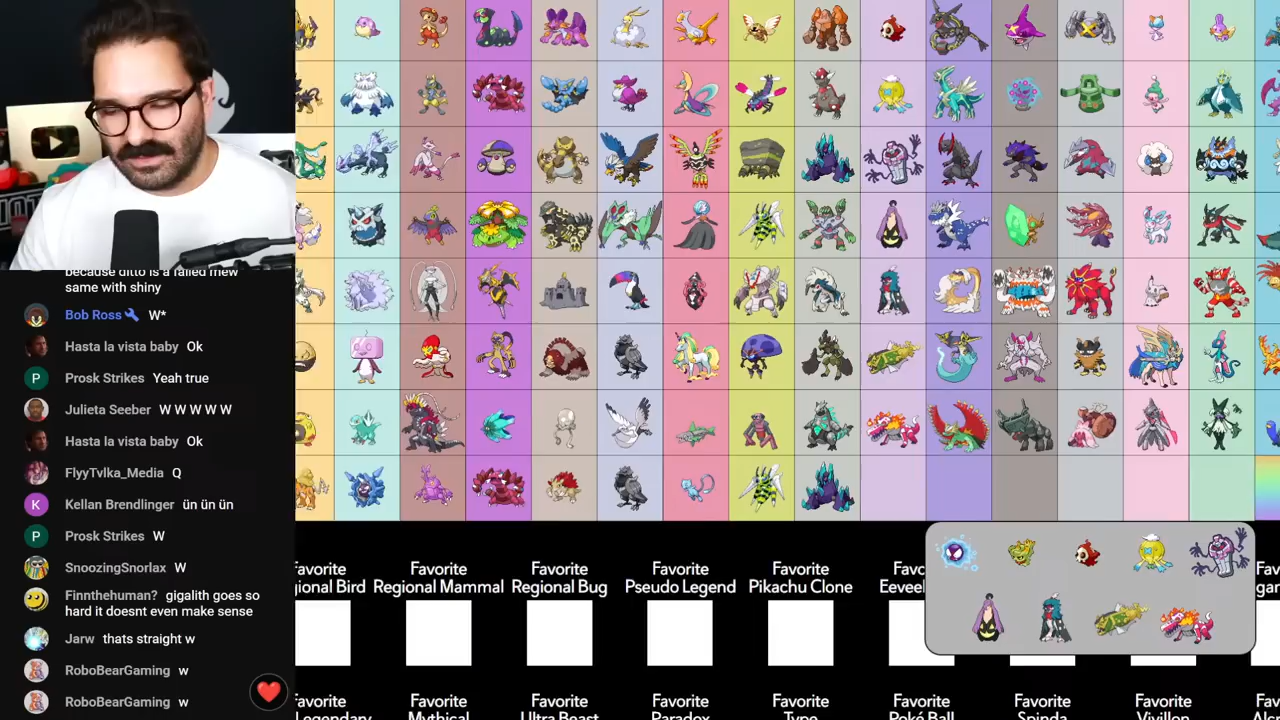 because ditto is a failed mew
same with shiny
Bob Ross W*
Hasta la vista baby Ok
P Prosk Strikes Yeah true
Julieta Seeber W W W W W
Hasta la vista baby Ok
FlyyTvlka_Media Q
K Kellan Brendlinger ün ün ün
P Prosk Strikes W
SnoozingSnorlax W
Finnthehuman? gigalith goes so
hard it doesnt even make sense
Jarw thats straight w
RoboBearGaming w
RoboBearGaming w
Favorite Favorite Favorite Favorite Favorite
gional Bird Regional Mammal Regional Bug Pseudo Legend Pikachu Clone Eeveel
Favorite Favorite Favorite Favorite Favorite Favorite Favorite
Legendary Mythical Ultra Beast Paradox Type Poké Ball Spinda Vivillon